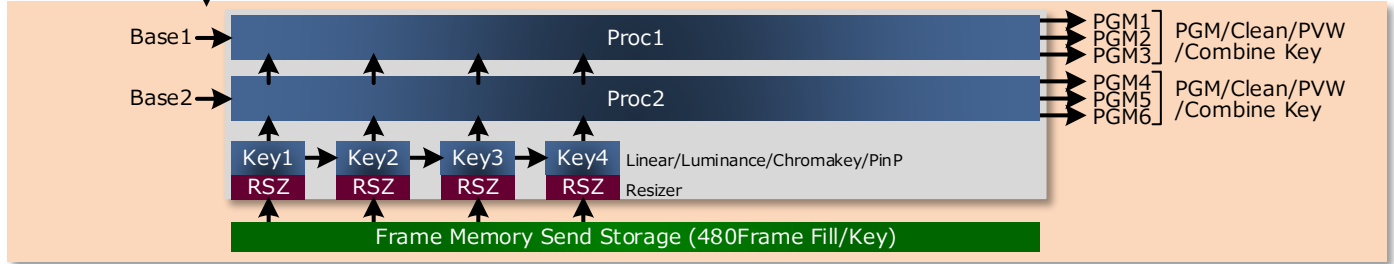 Base1
Proc1
PGM1
PGM2
PGM3
PGM/Clean/PVW
/Combine Key
Base2
Proc2
PGM4
PGM5
PGM6
PGM/Clean/PVW
/Combine Key
Key1 Key2 Key3 Key4 Linear/Luminance/Chromakey/PinP
RSZ RSZ RSZ RSZ Resizer
Frame Memory Send Storage (480Frame Fill/Key)